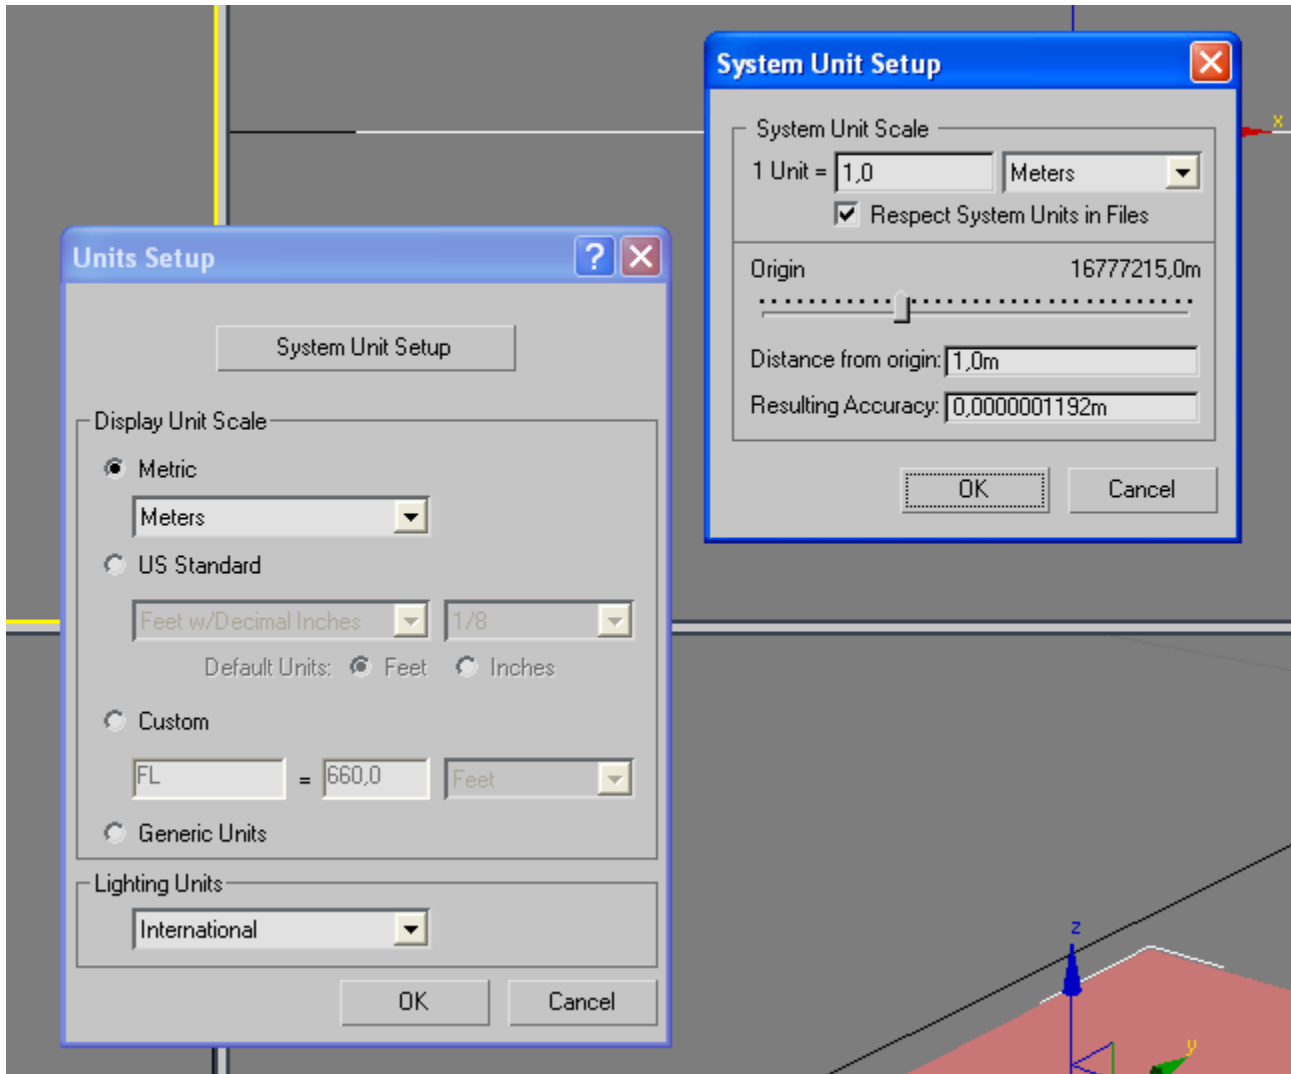 System Unit Setup
System Unit Scale
x
1 Unit = 1,0 Meters
Respect System Units in Files
Origin 16777215,0m
Distance from origin: 1,0m
Resulting Accuracy: 0,0000001192m
OK Cancel
Units Setup ?
System Unit Setup
Display Unit Scale
Metric
Meters
US Standard
Feet w/Decimal Inches 1/8
Default Units: Feet Inches
Custom
FL = 660,0 Feet
Generic Units
Lighting Units
International
OK Cancel
z
y